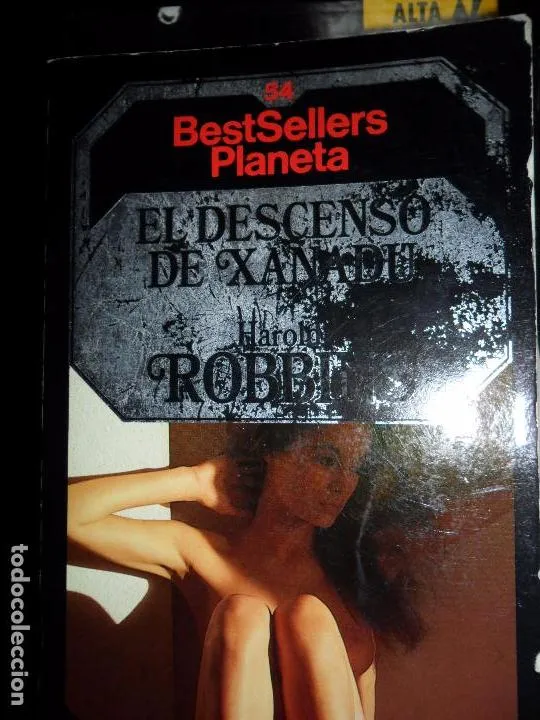 ALTA
54
BestSellers
Planeta
EL DESCENSO
DE XANADU
Harold
ROBBINS
todocoleccion